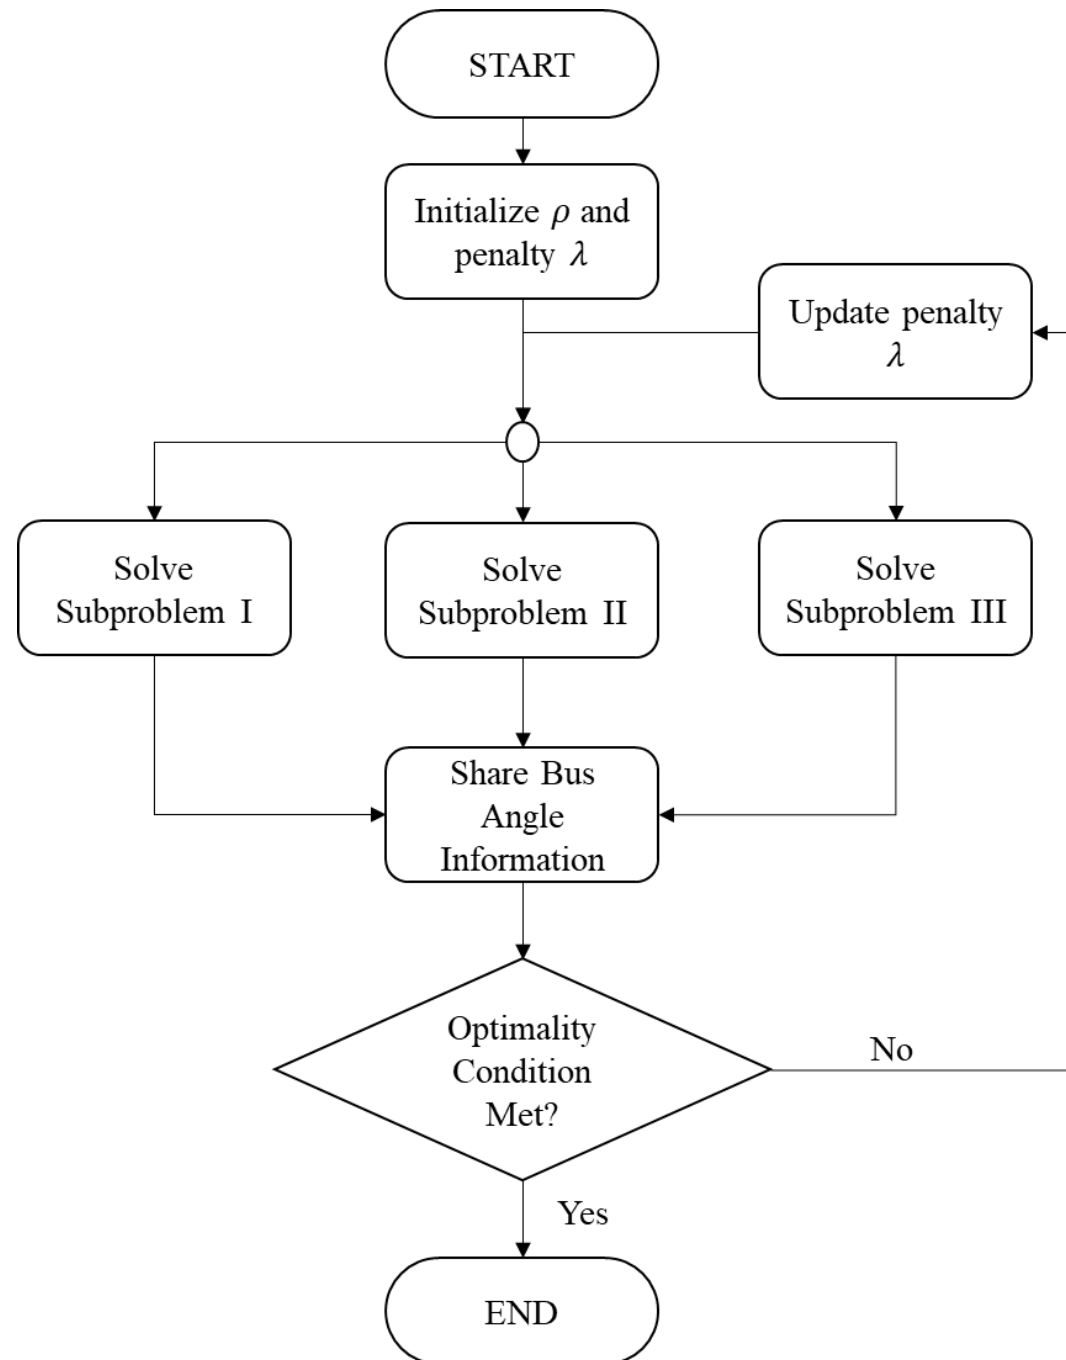 START
Initialize ρ and
penalty λ
Update penalty
λ
Solve
Subproblem I
Solve
Subproblem II
Solve
Subproblem III
Share Bus
Angle
Information
Optimality
Condition
Met?
No
Yes
END